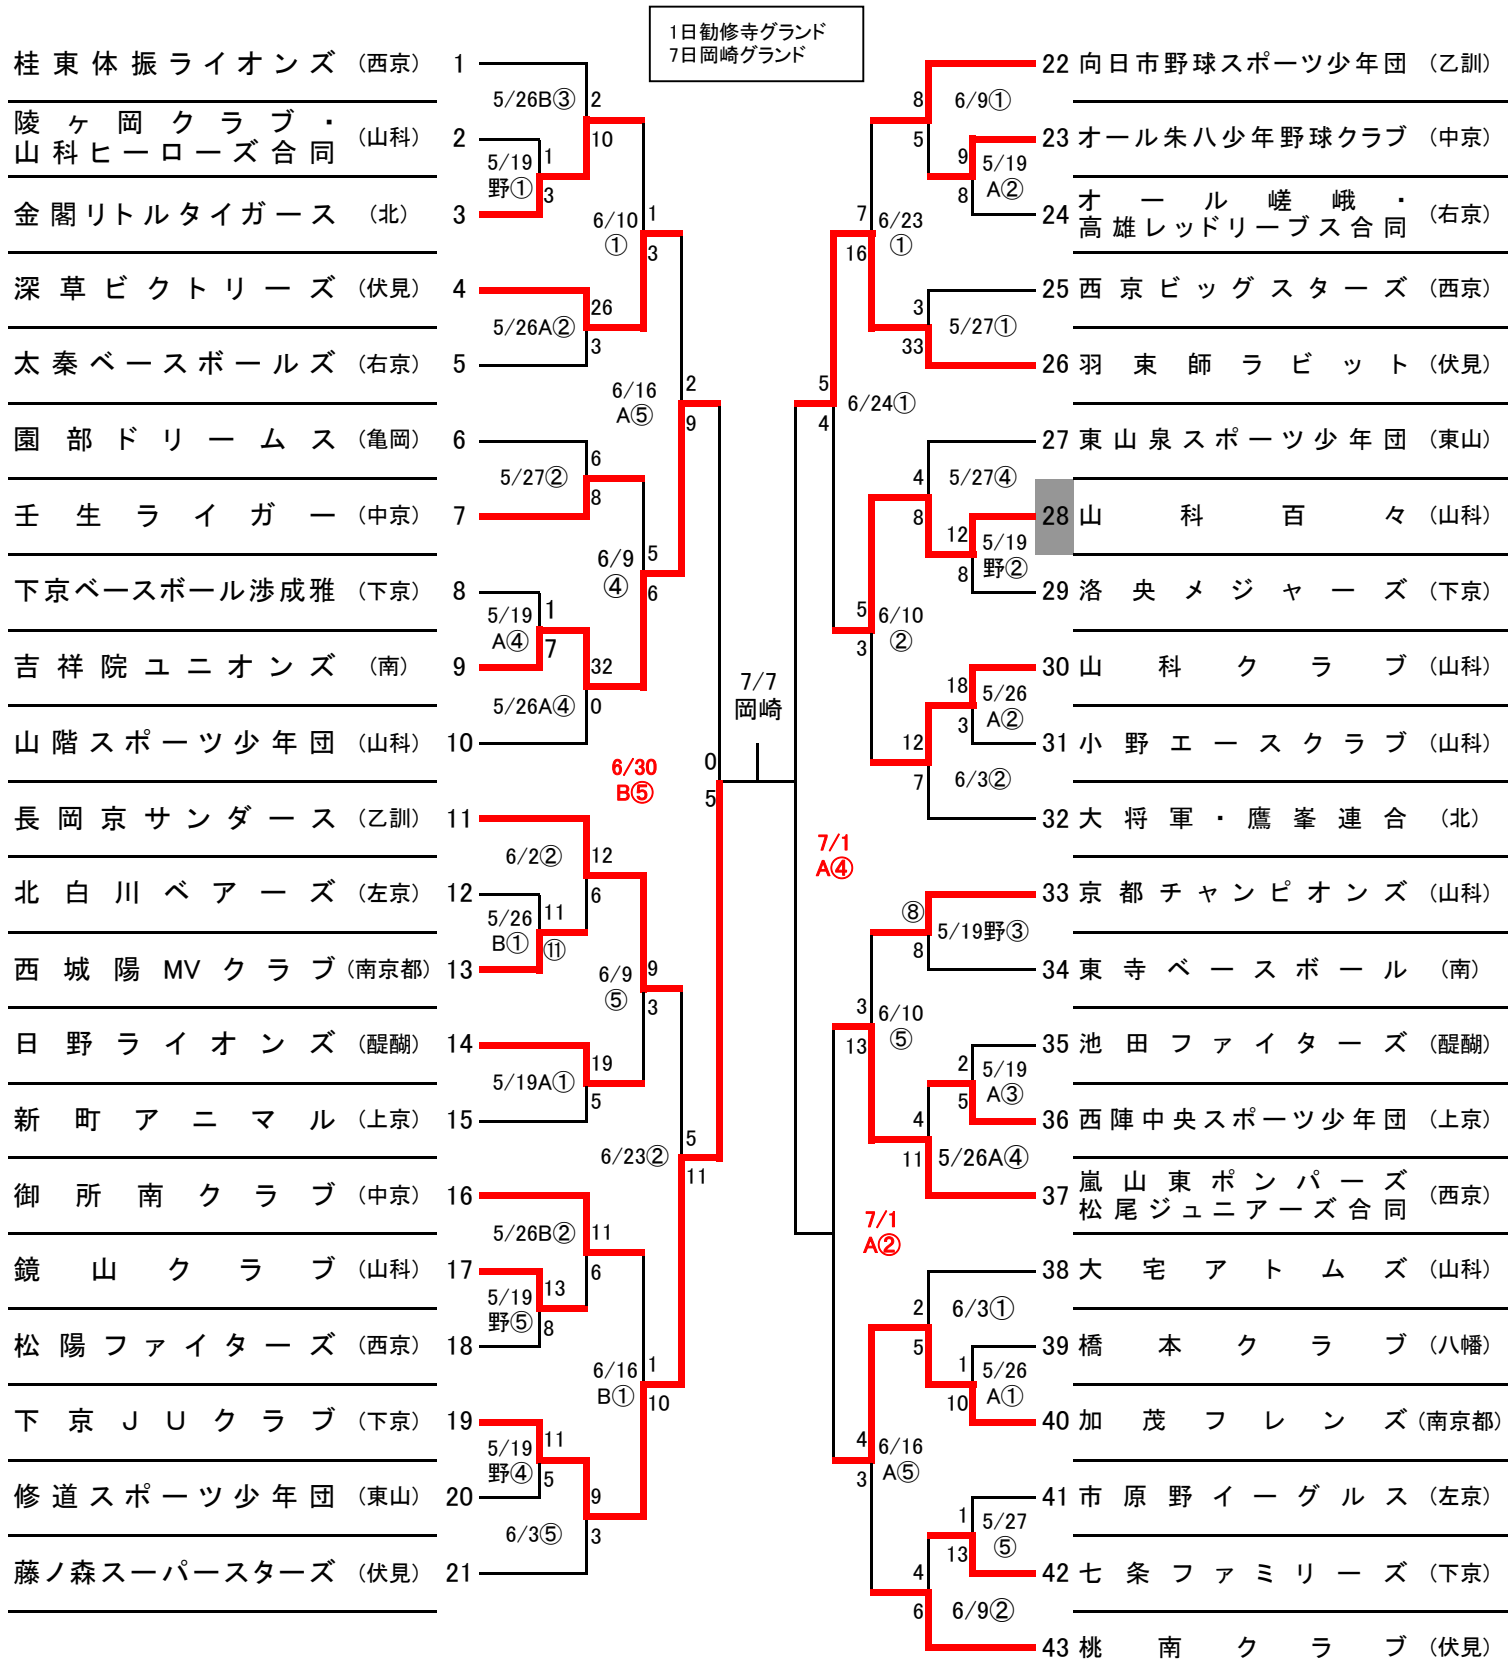 1日勧修寺グランド
7日岡崎グランド
桂東体振ライオンズ (西京) 1
5/26B③ 2
陵ヶ岡クラブ・
山科ヒーローズ合同 (山科) 2
10
5/19 1
野① 3
金閣リトルタイガース (北) 3
6/10 1
① 3
深草ビクトリーズ (伏見) 4
26
5/26A②
3
太秦ベースボールズ (右京) 5
6/16 2
A⑤ 9
園部ドリームス (亀岡) 6
6
5/27②
8
壬生ライガー (中京) 7
6/9 5
④ 6
下京ベースボール渉成雅 (下京) 8
5/19 1
A④ 7
吉祥院ユニオンズ (南) 9
32
5/26A④ 0
山階スポーツ少年団 (山科) 10
7/7
岡崎
6/30 0
B⑤ 5
長岡京サンダース (乙訓) 11
6/2② 12
6
北白川ベアーズ (左京) 12
5/26 11
B① ⑪
西城陽MVクラブ (南京都) 13
6/9 9
⑤ 3
日野ライオンズ (醍醐) 14
19
5/19A①
5
新町アニマル (上京) 15
6/23② 5
11
御所南クラブ (中京) 16
5/26B② 11
6
鏡山クラブ (山科) 17
5/19 13
野⑤ 8
松陽ファイターズ (西京) 18
6/16 1
B① 10
下京JUクラブ (下京) 19
5/19 11
野④ 5
修道スポーツ少年団 (東山) 20
9
6/3⑤ 3
藤ノ森スーパースターズ (伏見) 21
22 向日市野球スポーツ少年団 (乙訓)
8 6/9①
5
23 オール朱八少年野球クラブ (中京)
9 5/19
8 A②
24 オール嵯峨・
高雄レッドリーブス合同 (右京)
7 6/23
16 ①
25 西京ビッグスターズ (西京)
3
5/27①
33
26 羽束師ラビット (伏見)
5
6/24①
4
27 東山泉スポーツ少年団 (東山)
4 5/27④
8
28 山科百々 (山科)
12 5/19
8 野②
29 洛央メジャーズ (下京)
5 6/10
3 ②
30 山科クラブ (山科)
18 5/26
3 A②
31 小野エースクラブ (山科)
12
7 6/3②
32 大将軍・鷹峯連合 (北)
7/1
A④
33 京都チャンピオンズ (山科)
⑧
5/19野③
8
34 東寺ベースボール (南)
3 6/10
13 ⑤
35 池田ファイターズ (醍醐)
2 5/19
5 A③
36 西陣中央スポーツ少年団 (上京)
4
11 5/26A④
37 嵐山東ポンパーズ
松尾ジュニアーズ合同 (西京)
7/1
A②
38 大宅アトムズ (山科)
2 6/3①
5
39 橋本クラブ (八幡)
1 5/26
10 A①
40 加茂フレンズ (南京都)
4 6/16
3 A⑤
41 市原野イーグルス (左京)
1 5/27
13 ⑤
42 七条ファミリーズ (下京)
4
6 6/9②
43 桃南クラブ (伏見)